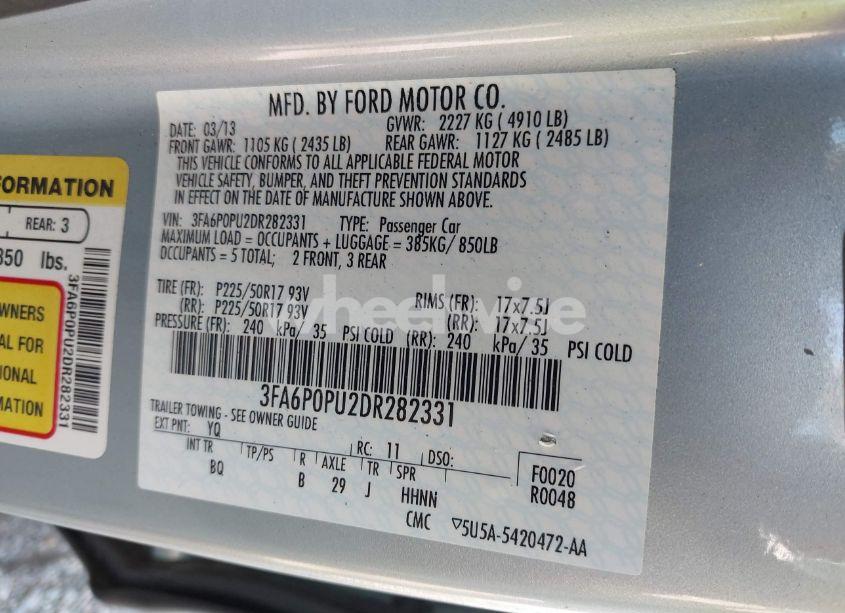 MFD. BY FORD MOTOR CO.
DATE: 03/13 GVWR: 2227 KG ( 4910 LB)
FRONT GAWR: 1105 KG ( 2435 LB) REAR GAWR: 1127 KG ( 2485 LB)
THIS VEHICLE CONFORMS TO ALL APPLICABLE FEDERAL MOTOR
VEHICLE SAFETY, BUMPER, AND THEFT PREVENTION STANDARDS
IN EFFECT ON THE DATE OF MANUFACTURE SHOWN ABOVE.
VIN: 3FA6P0PU2DR282331 TYPE: Passenger Car
MAXIMUM LOAD = OCCUPANTS + LUGGAGE = 385KG/ 850LB
OCCUPANTS = 5 TOTAL; 2 FRONT, 3 REAR
TIRE (FR): P225/50R17 93V RIMS (FR): 17x7.5J
(RR): P225/50R17 93V (RR): 17x7.5J
PRESSURE (FR): 240 kPa/ 35 PSI COLD (RR): 240 kPa/ 35 PSI COLD
3FA6P0PU2DR282331
TRAILER TOWING - SEE OWNER GUIDE
EXT PNT: YQ RC: 11 DSO:
INT TR TP/PS R AXLE TR SPR F0020
BQ B 29 J HHNN R0048
CMC 5U5A-5420472-AA
FORMATION
REAR: 3
850 lbs.
WNERS
AL FOR
IONAL
MATION
3FA6P0PU2DR282331
wheelwise